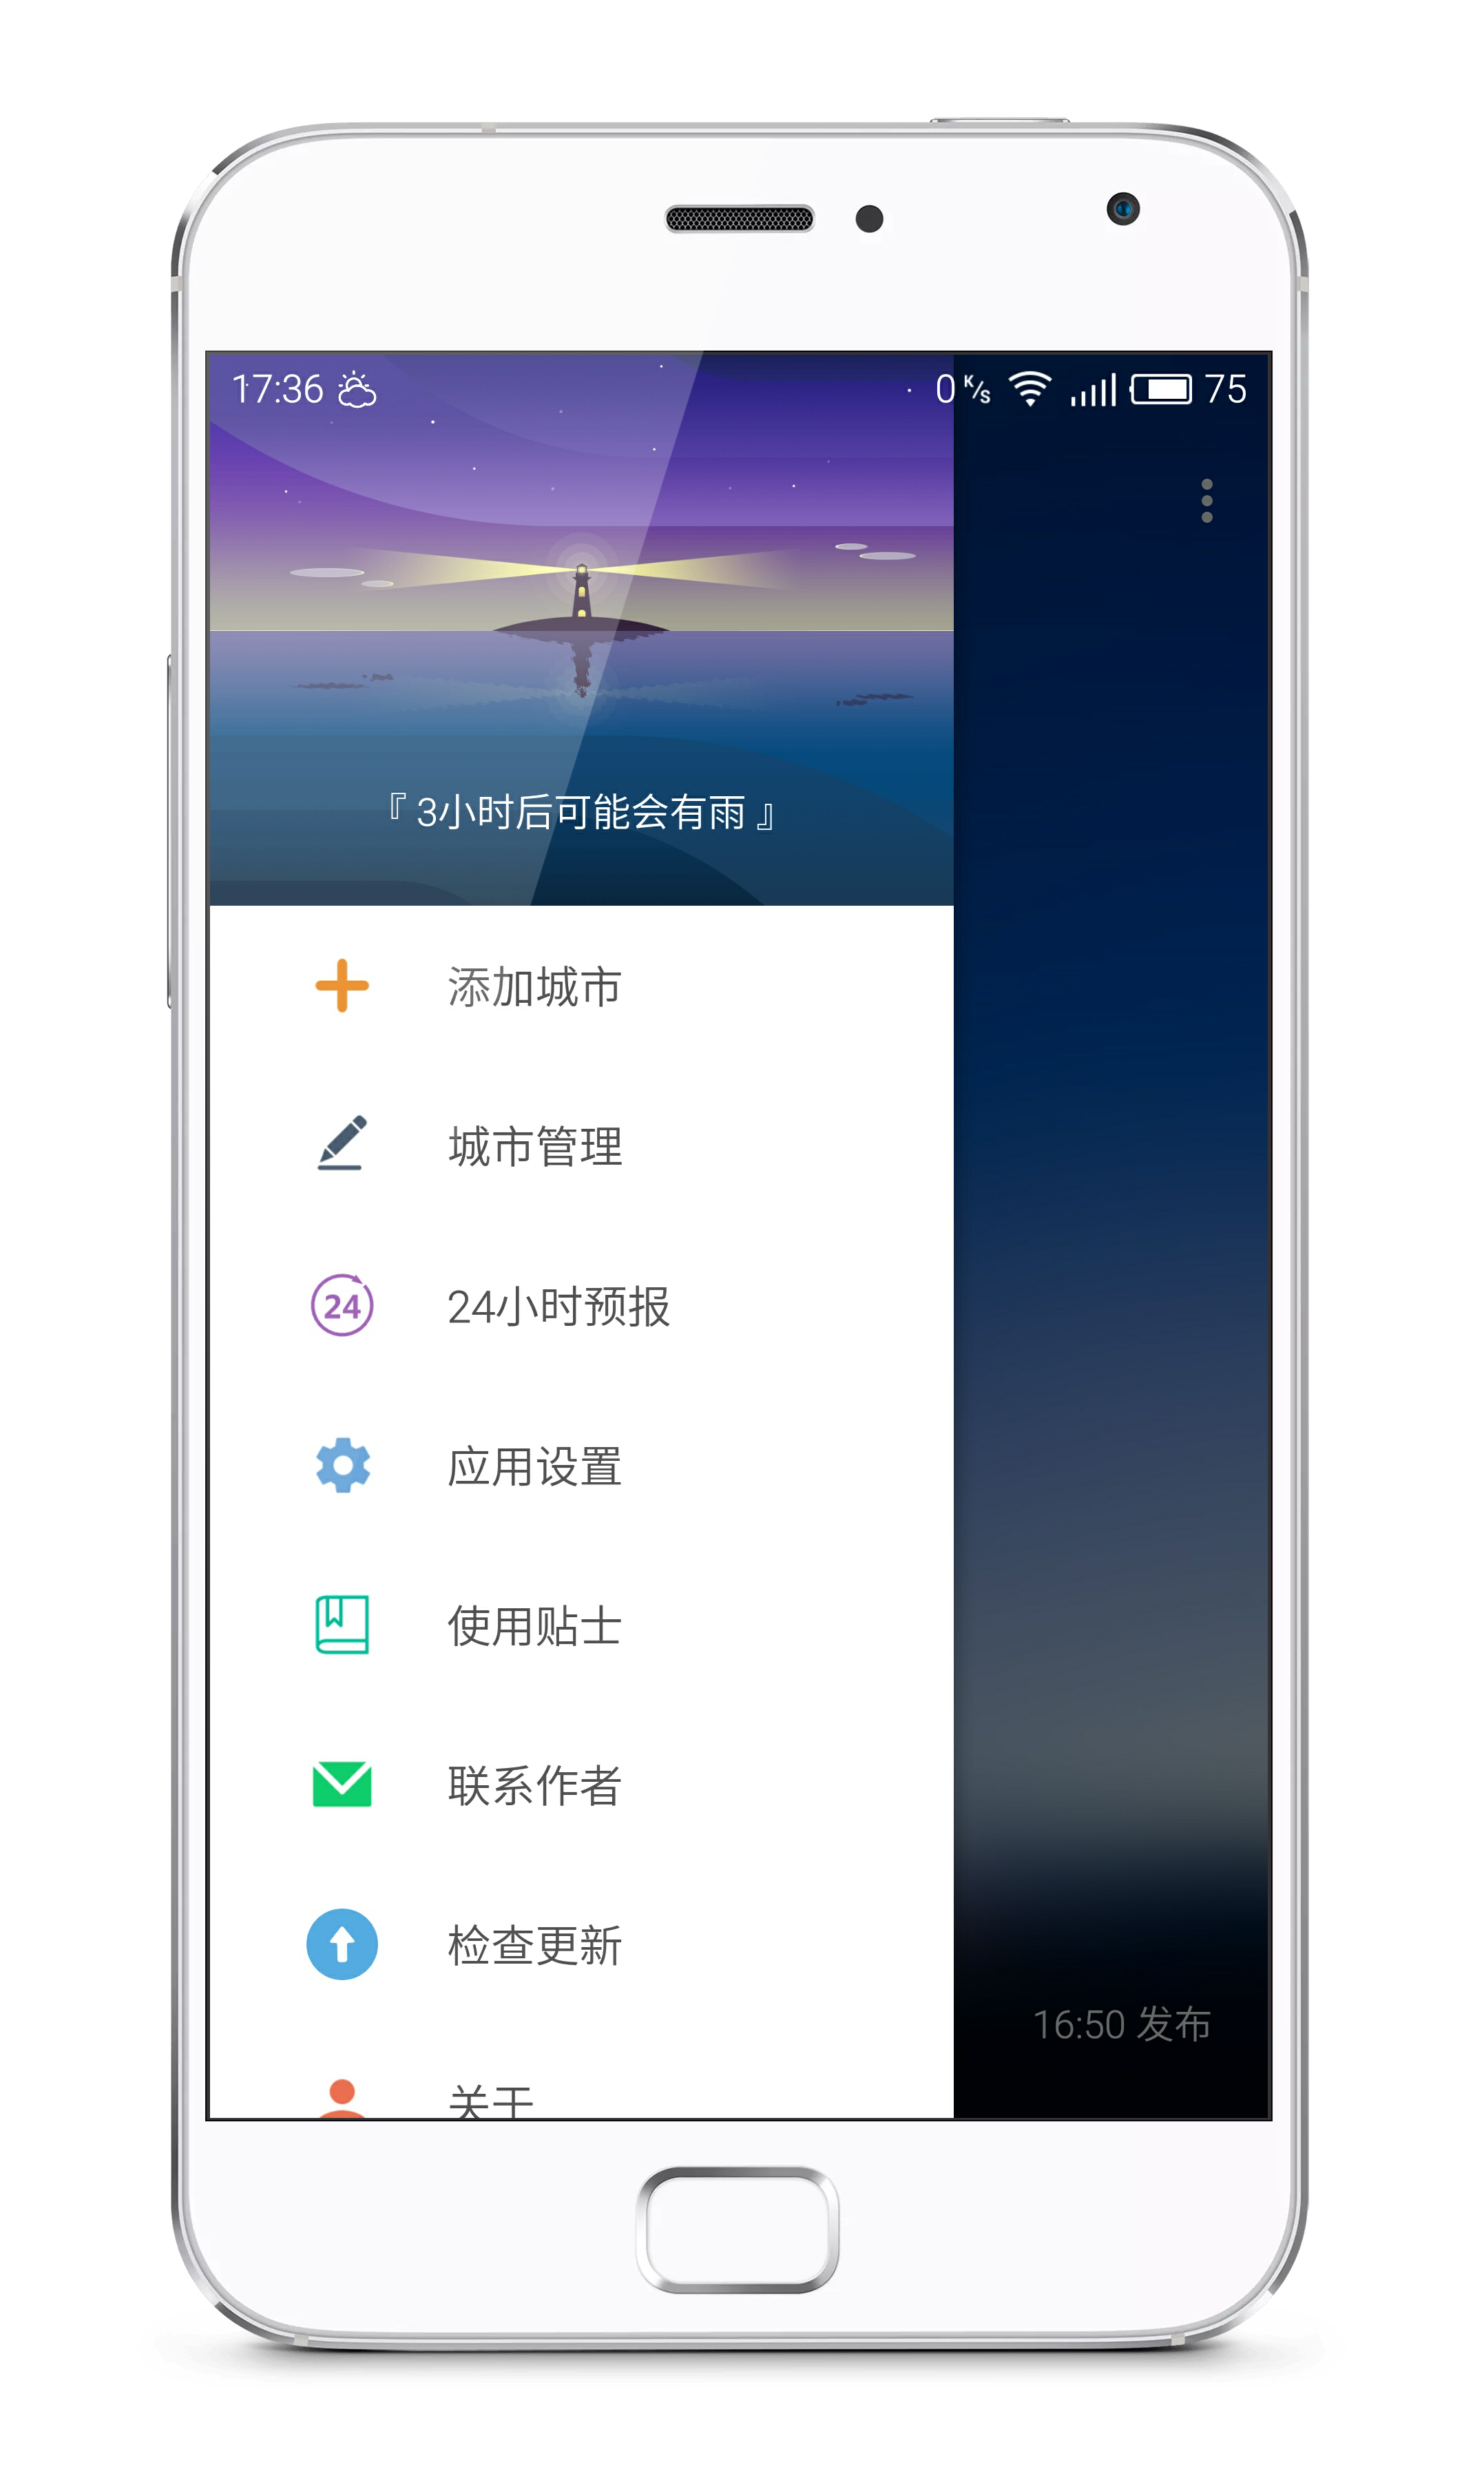 17:36 0 K/s 75
『 3小时后可能会有雨 』
添加城市
城市管理
24 24小时预报
应用设置
使用贴士
联系作者
检查更新
16:50 发布
关于